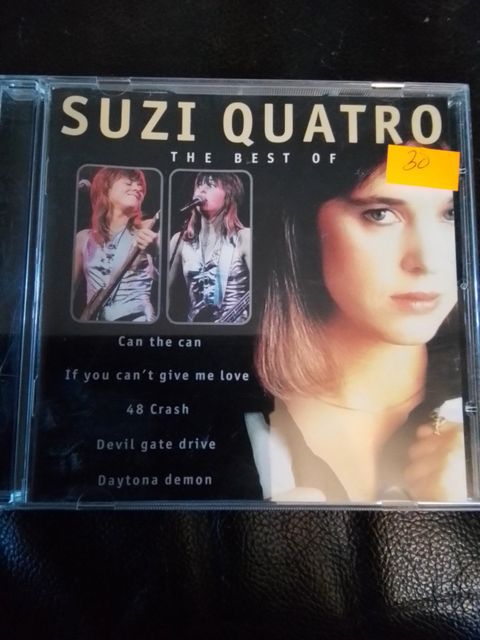 SUZI QUATRO
THE BEST OF
30
Can the can
If you can't give me love
48 Crash
Devil gate drive
Daytona demon